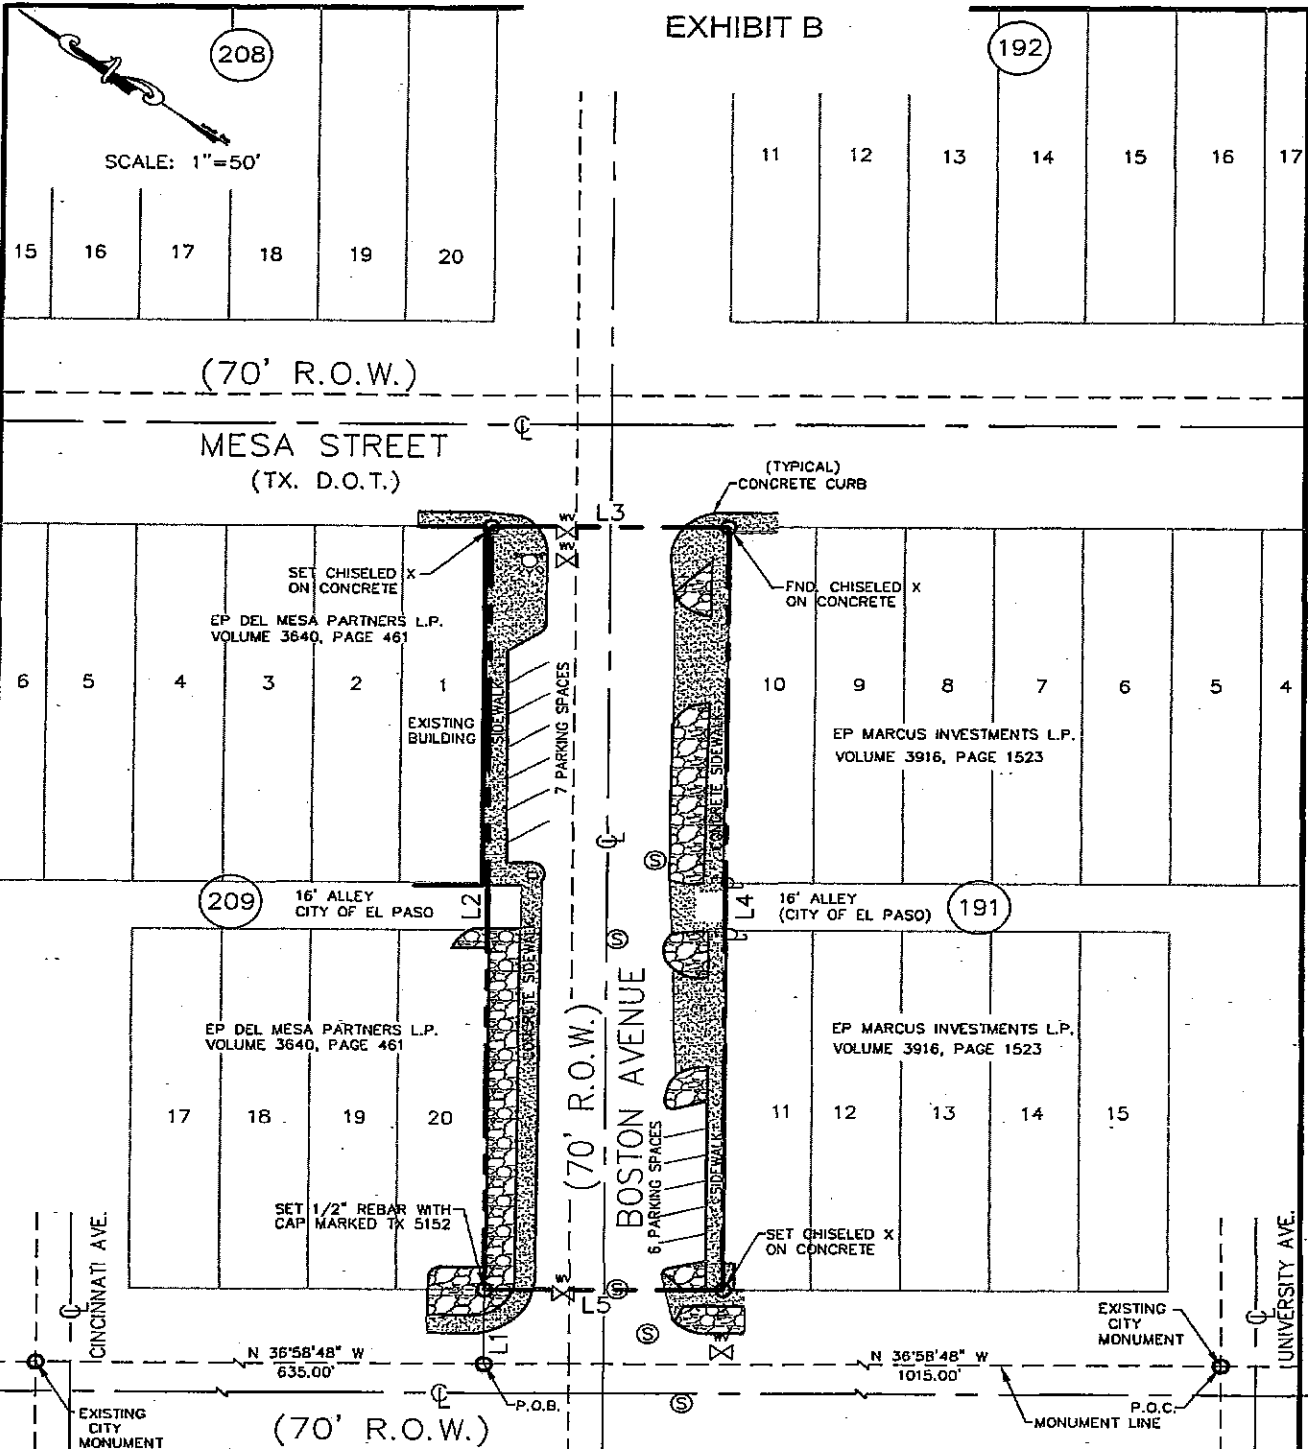 EXHIBIT B
208
192
SCALE: 1"=50'
11 12 13 14 15 16 17
15 16 17 18 19 20
(70' R.O.W.)
MESA STREET
(TX. D.O.T.)
(TYPICAL)
CONCRETE CURB
WV
L3
WV
SET CHISELED X
ON CONCRETE
FND. CHISELED X
ON CONCRETE
EP DEL MESA PARTNERS L.P.
VOLUME 3640, PAGE 461
6 5 4 3 2 1
10 9 8 7 6 5 4
EXISTING
BUILDING
SIDEWALK
7 PARKING SPACES
CONCRETE SIDEWALK
EP MARCUS INVESTMENTS L.P.
VOLUME 3916, PAGE 1523
S
209
16' ALLEY
CITY OF EL PASO
L2
L4
16' ALLEY
(CITY OF EL PASO)
191
S
CONCRETE SIDEWALK
(70' R.O.W.)
BOSTON AVENUE
EP DEL MESA PARTNERS L.P.
VOLUME 3640, PAGE 461
EP MARCUS INVESTMENTS L.P.
VOLUME 3916, PAGE 1523
17 18 19 20
11 12 13 14 15
6 PARKING SPACES
SIDEWALK
SET 1/2" REBAR WITH
CAP MARKED TX 5152
SET CHISELED X
ON CONCRETE
CINCINNATI AVE.
UNIVERSITY AVE.
WV
S
L5
L1
S
WV
EXISTING
CITY
MONUMENT
N 36°58'48" W
635.00'
N 36°58'48" W
1015.00'
P.O.B.
S
P.O.C.
MONUMENT LINE
EXISTING
CITY
MONUMENT
(70' R.O.W.)